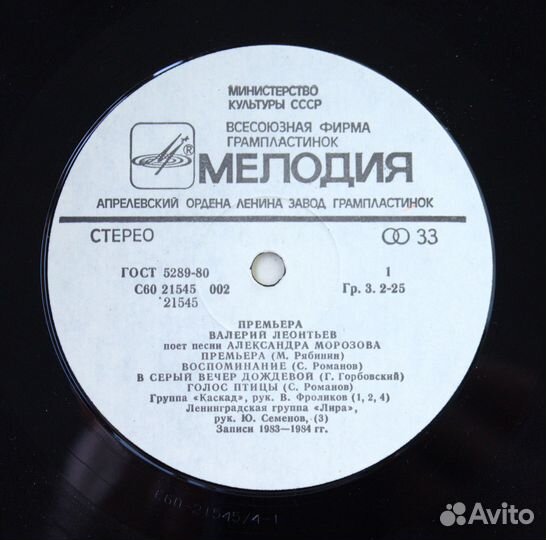 МИНИСТЕРСТВО
КУЛЬТУРЫ СССР
ВСЕСОЮЗНАЯ ФИРМА
ГРАМПЛАСТИНОК
® МЕЛОДИЯ
АПРЕЛЕВСКИЙ ОРДЕНА ЛЕНИНА ЗАВОД ГРАМПЛАСТИНОК
СТЕРЕО 33
ГОСТ 5289-80 1
С60 21545 002 Гр. 3. 2-25
21545
ПРЕМЬЕРА
ВАЛЕРИЙ ЛЕОНТЬЕВ
поет песни АЛЕКСАНДРА МОРОЗОВА
ПРЕМЬЕРА (М. Рябинин)
ВОСПОМИНАНИЕ (С. Романов)
В СЕРЫЙ ВЕЧЕР ДОЖДЕВОЙ (Г. Горбовский)
ГОЛОС ПТИЦЫ (С. Романов)
Группа «Каскад», рук. В. Фроликов (1, 2, 4)
Ленинградская группа «Лира»,
рук. Ю. Семенов, (3)
Записи 1983—1984 гг.
С60-21545/4-1
Avito